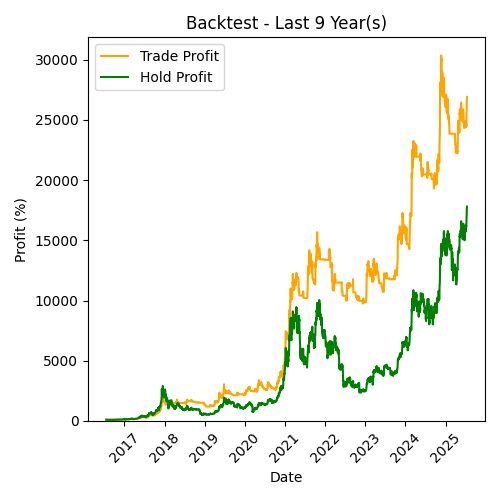 Backtest - Last 9 Year(s)
Trade Profit
Hold Profit
Profit (%)
30000
25000
20000
15000
10000
5000
0
2017 2018 2019 2020 2021 2022 2023 2024 2025
Date